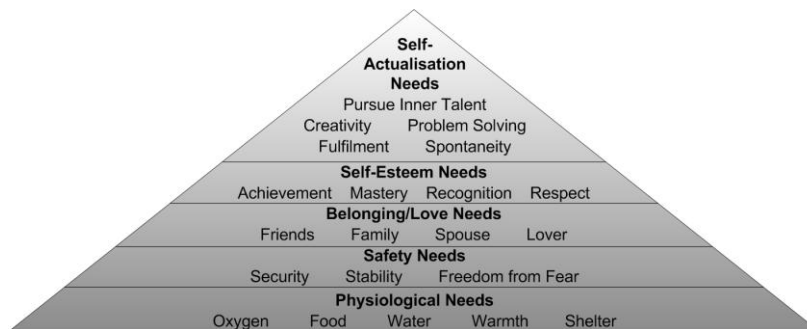 Self-
Actualisation
Needs
Pursue Inner Talent
Creativity Problem Solving
Fulfilment Spontaneity
Self-Esteem Needs
Achievement Mastery Recognition Respect
Belonging/Love Needs
Friends Family Spouse Lover
Safety Needs
Security Stability Freedom from Fear
Physiological Needs
Oxygen Food Water Warmth Shelter